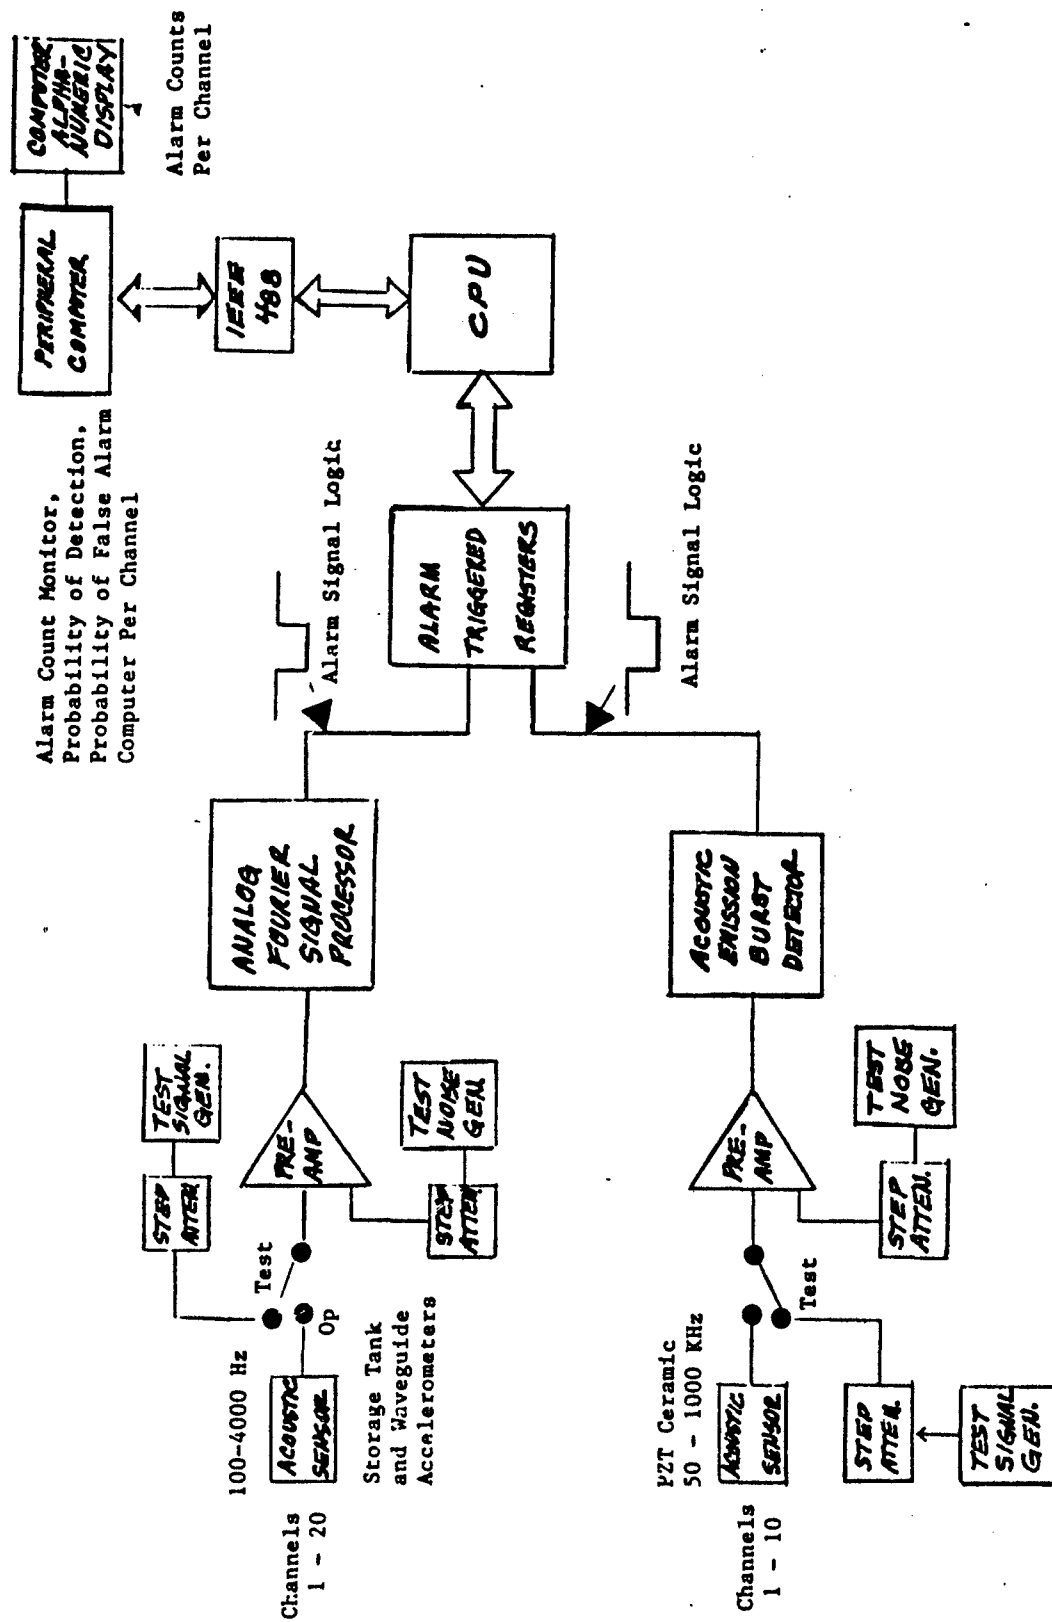 Channels
1 - 20
100-4000 Hz
ACOUSTIC
SENSOR
Storage Tank
and Waveguide
Accelerometers
Op
Test
STEP
ATTEN.
TEST
SIGNAL
GEN.
PRE-
AMP
STEP
ATTEN.
TEST
NOISE
GEN.
ANALOG
FOURIER
SIGNAL
PROCESSOR
Alarm Signal Logic
Alarm Count Monitor,
Probability of Detection,
Probability of False Alarm
Computer Per Channel
PERIPHERAL
COMPUTER
COMPUTER
ALPHA-
NUMERIC
DISPLAY
Alarm Counts
Per Channel
IEEE
488
CPU
ALARM
TRIGGERED
REGISTERS
Alarm Signal Logic
Channels
1 - 10
PZT Ceramic
50 - 1000 KHz
ACOUSTIC
SENSOR
Test
STEP
ATTEN.
TEST
SIGNAL
GEN.
PRE-
AMP
STEP
ATTEN.
TEST
NOISE
GEN.
ACOUSTIC
EMISSION
BURST
DETECTOR